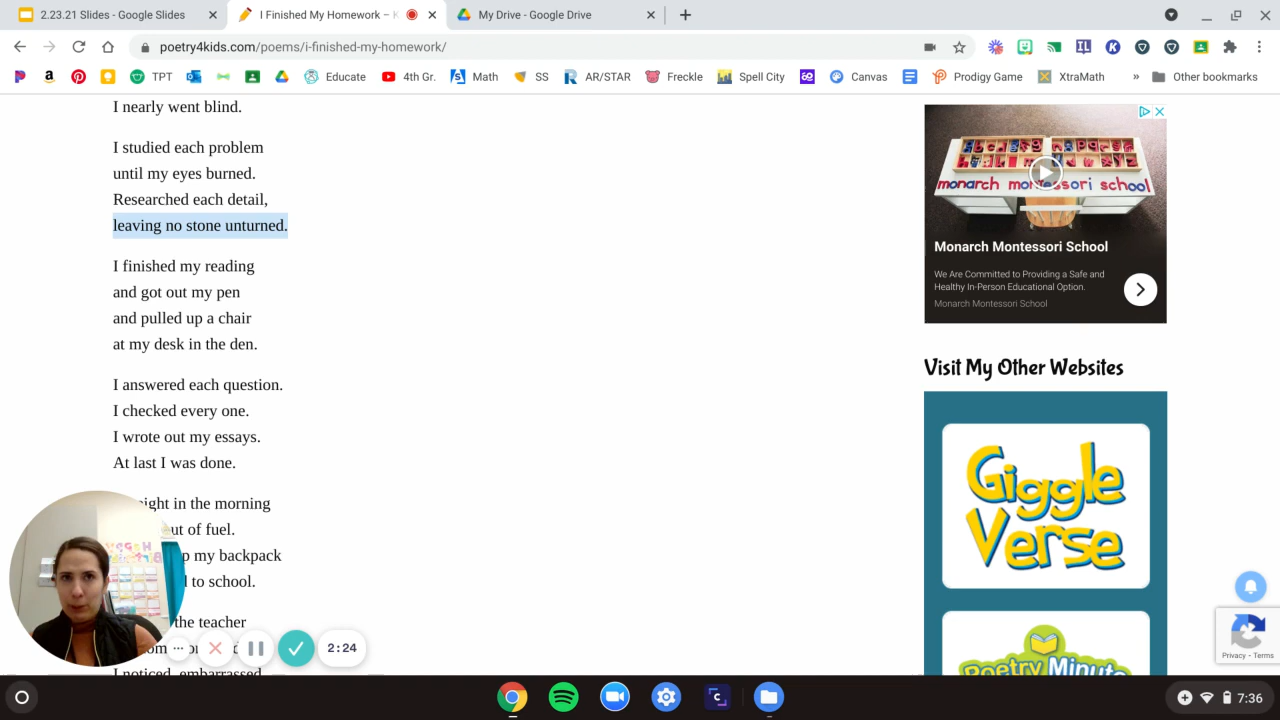 2.23.21 Slides - Google Slides
I Finished My Homework –
My Drive - Google Drive
poetry4kids.com/poems/i-finished-my-homework/
TPT
Educate
4th Gr.
Math
SS
AR/STAR
Freckle
Spell City
Canvas
Prodigy Game
XtraMath
»
Other bookmarks
I nearly went blind.
I studied each problem
until my eyes burned.
Researched each detail,
leaving no stone unturned.
I finished my reading
and got out my pen
and pulled up a chair
at my desk in the den.
I answered each question.
I checked every one.
I wrote out my essays.
At last I was done.
in the morning
out of fuel.
my backpack
to school.
the teacher
I noticed, embarrassed
2:24
monarch montessori school
Monarch Montessori School
We Are Committed to Providing a Safe and
Healthy In-Person Educational Option.
Monarch Montessori School
Visit My Other Websites
Giggle
Verse
Poetry Minute
Privacy - Terms
7:36